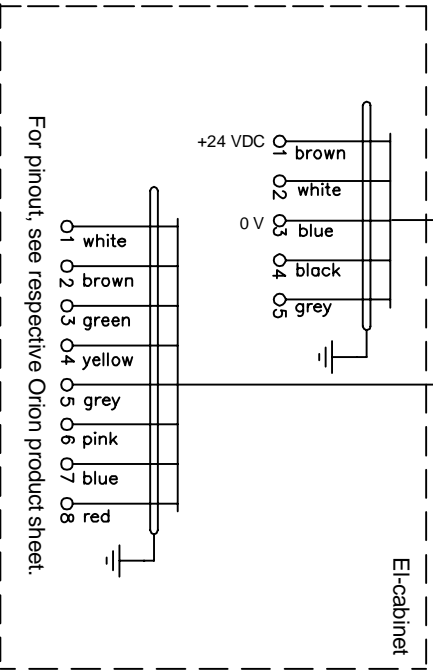 +24 VDC
1 brown
2 white
0 V
3 blue
4 black
5 grey
1 white
2 brown
3 green
4 yellow
5 grey
6 pink
7 blue
8 red
For pinout, see respective Orion product sheet.
El-cabinet